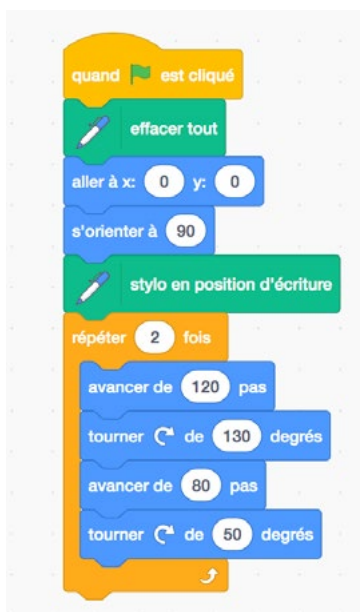 quand est cliqué
effacer tout
aller à x: 0 y: 0
s'orienter à 90
stylo en position d'écriture
répéter 2 fois
avancer de 120 pas
tourner de 130 degrés
avancer de 80 pas
tourner de 50 degrés